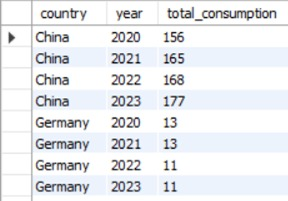 country year total_consumption
China 2020 156
China 2021 165
China 2022 168
China 2023 177
Germany 2020 13
Germany 2021 13
Germany 2022 11
Germany 2023 11